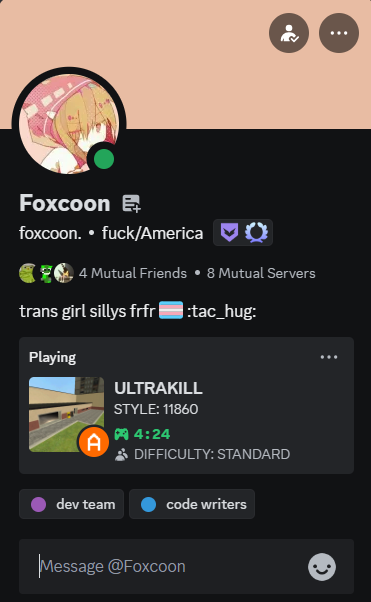 Foxcoon
foxcoon. • fuck/America
4 Mutual Friends • 8 Mutual Servers
trans girl sillys frfr 🏳️‍⚧️ :tac_hug:
Playing
ULTRAKILL
STYLE: 11860
4:24
DIFFICULTY: STANDARD
dev team
code writers
Message @Foxcoon